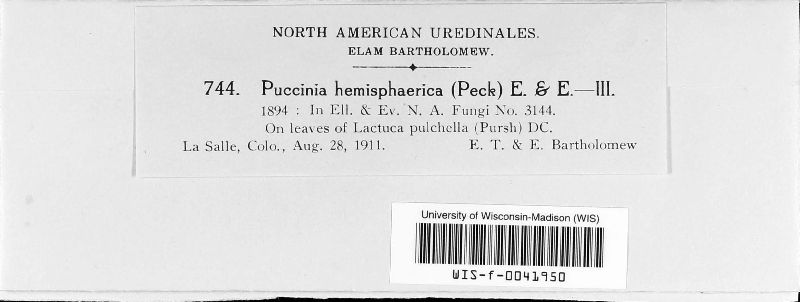 NORTH AMERICAN UREDINALES.
ELAM BARTHOLOMEW.
744. Puccinia hemisphaerica (Peck) E. & E.—III.
1894 : In Ell. & Ev. N. A. Fungi No. 3144.
On leaves of Lactuca pulchella (Pursh) DC.
La Salle, Colo., Aug. 28, 1911. E. T. & E. Bartholomew
University of Wisconsin-Madison (WIS)
WIS-f-0041950